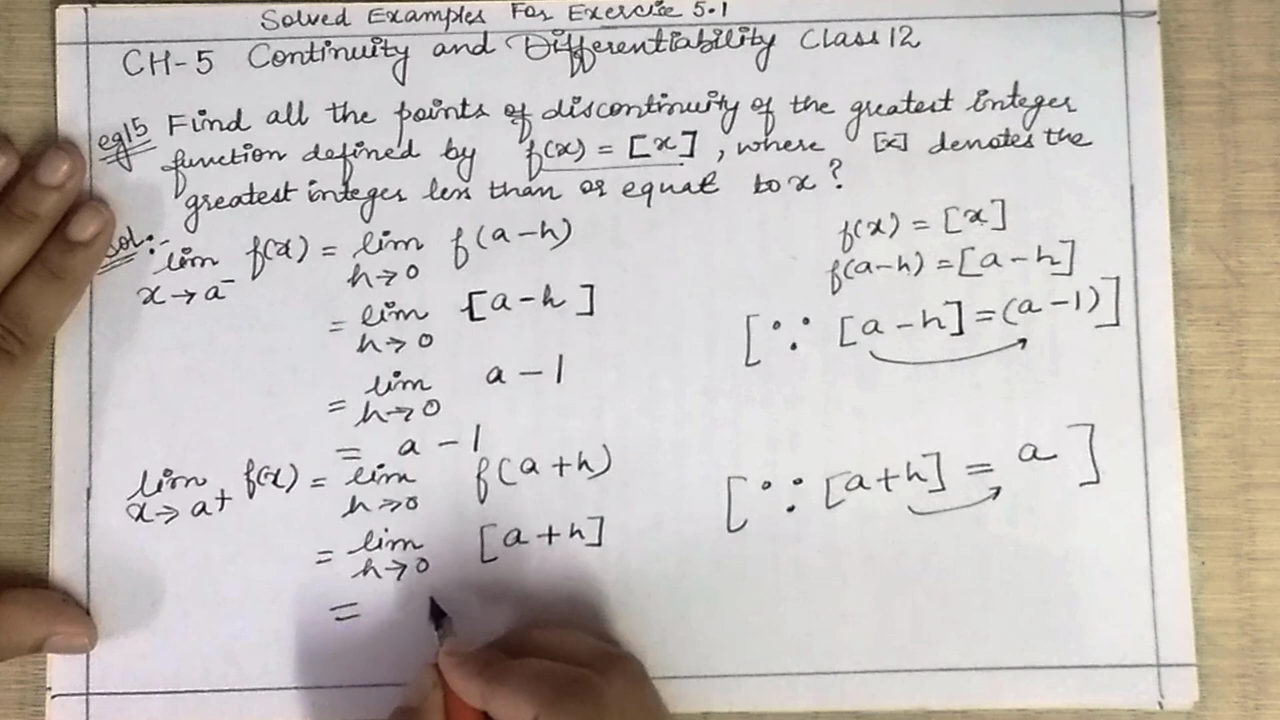 Solved Examples For Exercise 5.1
CH-5 Continuity and Differentiability Class 12
eg15 Find all the points of discontinuity of the greatest integer
function defined by f(x) = [x], where [x] denotes the
greatest integer less than or equal to x?
Sol:-
lim x→a⁻ f(x) = lim h→0 f(a-h)
= lim h→0 [a-h]
= lim h→0 a-1
= a-1
lim x→a+ f(x) = lim h→0 f(a+h)
= lim h→0 [a+h]
=
f(x) = [x]
f(a-h) = [a-h]
[∵ [a-h] = (a-1)]
[∵ [a+h] = a]